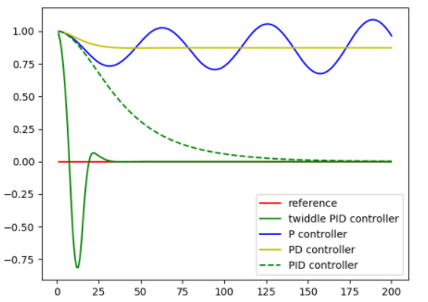 1.00
0.75
0.50
0.25
0.00
−0.25
−0.50
−0.75
0 25 50 75 100 125 150 175 200
reference
twiddle PID controller
P controller
PD controller
PID controller